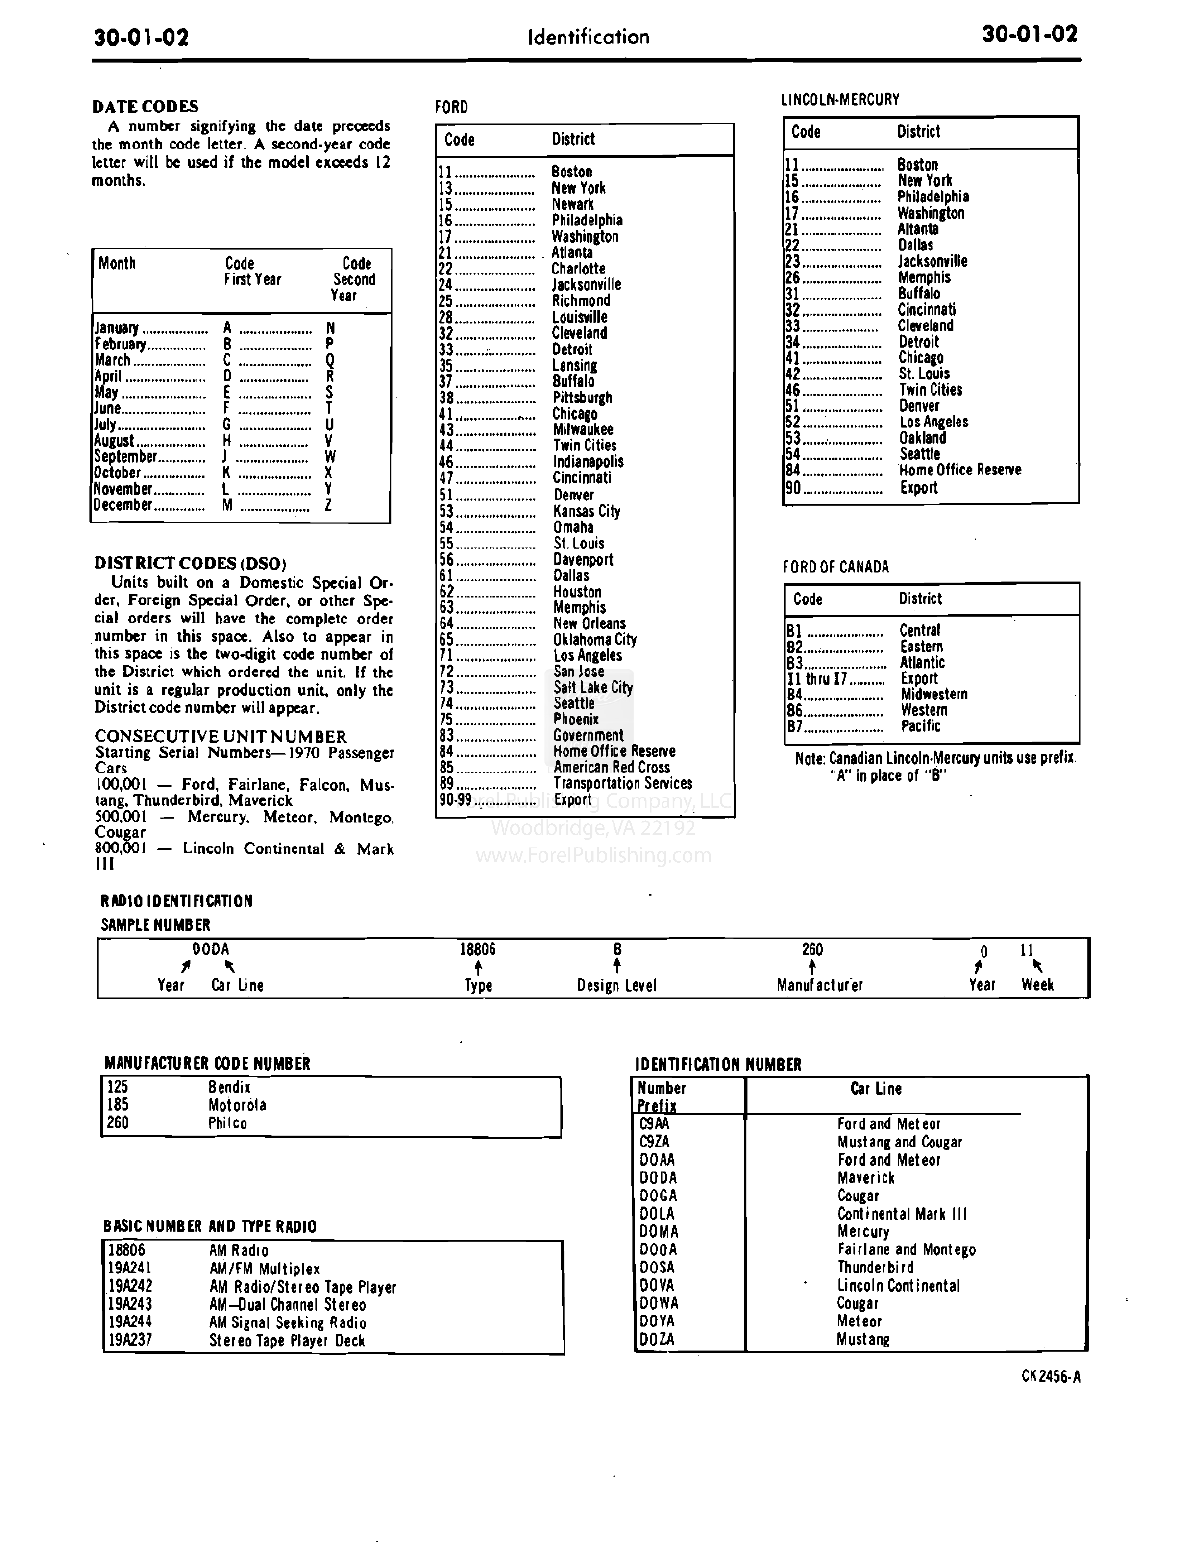 30-01-02 Identification 30-01-02
DATE CODES
A number signifying the date preceeds
the month code letter. A second-year code
letter will be used if the model exceeds 12
months.
Month Code Code
First Year Second
Year
January .................. A .................... N
February................ B .................... P
March .................... C .................... Q
April ...................... D ................... R
May ....................... E .................... S
June....................... F .................... T
July........................ G .................... U
August................... H ................... V
September............. J .................... W
October................. K .................... X
November.............. L .................... Y
December.............. M ................... Z
DISTRICT CODES (DSO)
Units built on a Domestic Special Or-
der, Foreign Special Order, or other Spe-
cial orders will have the complete order
number in this space. Also to appear in
this space is the two-digit code number of
the District which ordered the unit. If the
unit is a regular production unit, only the
District code number will appear.
CONSECUTIVE UNIT NUMBER
Starting Serial Numbers—1970 Passenger
Cars
100,001 — Ford, Fairlane, Falcon, Mus-
tang, Thunderbird, Maverick
500,001 — Mercury, Meteor, Montego,
Cougar
800,001 — Lincoln Continental & Mark
III
FORD
Code District
11...................... Boston
13...................... New York
15...................... Newark
16...................... Philadelphia
17...................... Washington
21...................... Atlanta
22...................... Charlotte
24...................... Jacksonville
25...................... Richmond
28...................... Louisville
32...................... Cleveland
33...................... Detroit
35...................... Lansing
37...................... Buffalo
38...................... Pittsburgh
41...................... Chicago
43...................... Milwaukee
44...................... Twin Cities
46...................... Indianapolis
47...................... Cincinnati
51...................... Denver
53...................... Kansas City
54...................... Omaha
55...................... St. Louis
56...................... Davenport
61...................... Dallas
62...................... Houston
63...................... Memphis
64...................... New Orleans
65...................... Oklahoma City
71...................... Los Angeles
72...................... San Jose
73...................... Salt Lake City
74...................... Seattle
75...................... Phoenix
83...................... Government
84...................... Home Office Reserve
85...................... American Red Cross
89...................... Transportation Services
90-99................. Export
Publishing Company, LLC
Woodbridge, VA 22192
www.ForelPublishing.com
LINCOLN-MERCURY
Code District
11....................... Boston
15...................... New York
16...................... Philadelphia
17...................... Washington
21...................... Altanta
22...................... Dallas
23...................... Jacksonville
26...................... Memphis
31...................... Buffalo
32...................... Cincinnati
33..................... Cleveland
34...................... Detroit
41...................... Chicago
42...................... St. Louis
46...................... Twin Cities
51...................... Denver
52...................... Los Angeles
53...................... Oakland
54...................... Seattle
84...................... Home Office Reserve
90...................... Export
FORD OF CANADA
Code District
B1 ..................... Central
B2...................... Eastern
B3....................... Atlantic
I1 thru I7.......... Export
B4...................... Midwestern
B6...................... Western
B7...................... Pacific
Note: Canadian Lincoln-Mercury units use prefix
"A" in place of "B"
RADIO IDENTIFICATION
SAMPLE NUMBER
DODA 18806 B 260 0 11
Year Car Line Type Design Level Manufacturer Year Week
MANUFACTURER CODE NUMBER
125 Bendix
185 Motorola
260 Philco
BASIC NUMBER AND TYPE RADIO
18806 AM Radio
19A241 AM/FM Multiplex
19A242 AM Radio/Stereo Tape Player
19A243 AM—Dual Channel Stereo
19A244 AM Signal Seeking Radio
19A237 Stereo Tape Player Deck
IDENTIFICATION NUMBER
Number Car Line
Prefix
C9AA Ford and Meteor
C9ZA Mustang and Cougar
DOAA Ford and Meteor
DODA Maverick
DOGA Cougar
DOLA Continental Mark III
DOMA Mercury
DOOA Fairlane and Montego
DOSA Thunderbird
DOVA Lincoln Continental
DOWA Cougar
DOYA Meteor
DOZA Mustang
CK2456-A